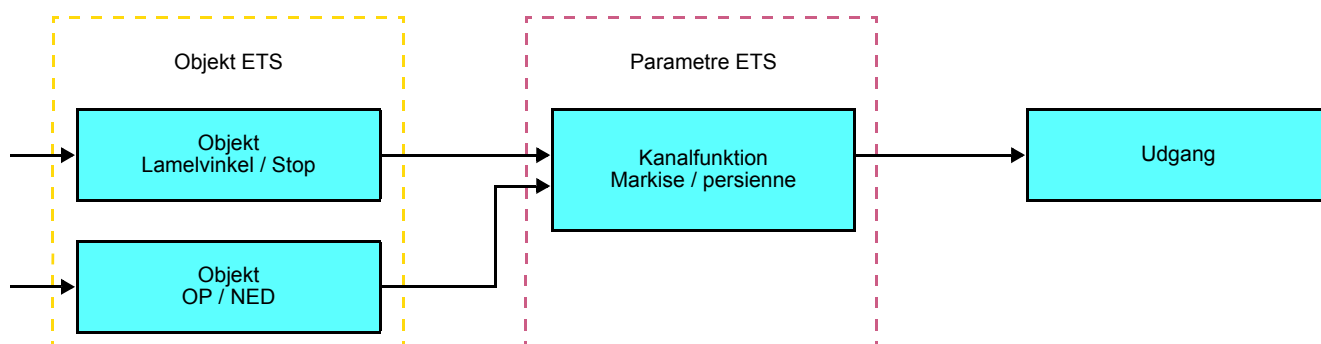 Objekt ETS
Parametre ETS
Objekt
Lamelvinkel / Stop
Kanalfunktion
Markise / persienne
Udgang
Objekt
OP / NED